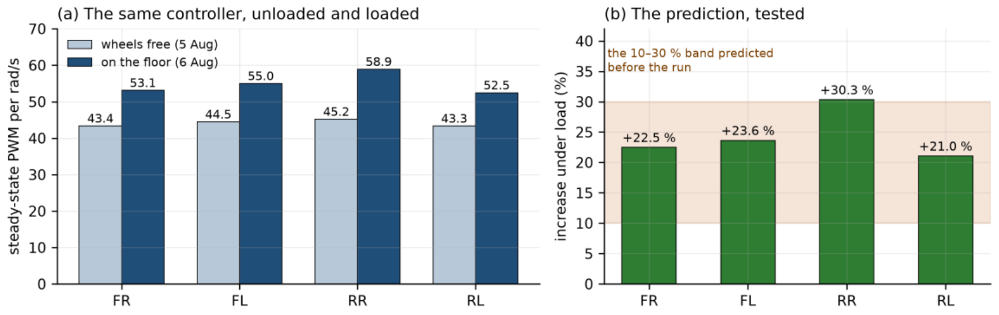 (a) The same controller, unloaded and loaded
steady-state PWM per rad/s
70
60
50
40
30
20
10
0
wheels free (5 Aug)
on the floor (6 Aug)
43.4
53.1
44.5
55.0
45.2
58.9
43.3
52.5
FR
FL
RR
RL
(b) The prediction, tested
increase under load (%)
40
35
30
25
20
15
10
5
0
the 10–30 % band predicted
before the run
+22.5 %
+23.6 %
+30.3 %
+21.0 %
FR
FL
RR
RL